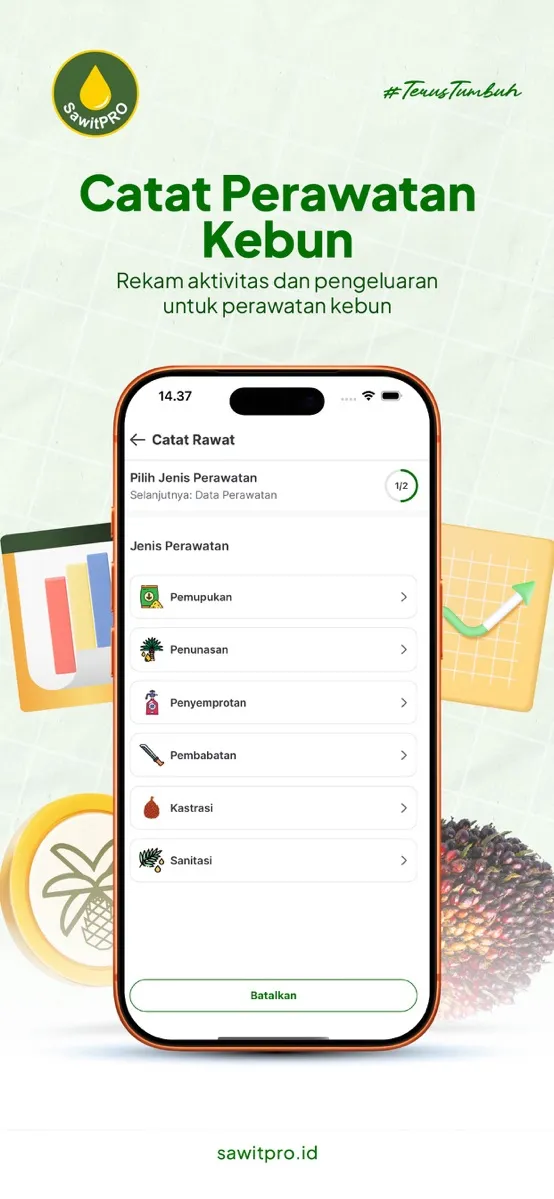 SawitPRO
#TerusTumbuh
Catat Perawatan
Kebun
Rekam aktivitas dan pengeluaran
untuk perawatan kebun
14.37
Catat Rawat
Pilih Jenis Perawatan
Selanjutnya: Data Perawatan
1/2
Jenis Perawatan
Pemupukan
Penunasan
Penyemprotan
Pembabatan
Kastrasi
Sanitasi
Batalkan
sawitpro.id